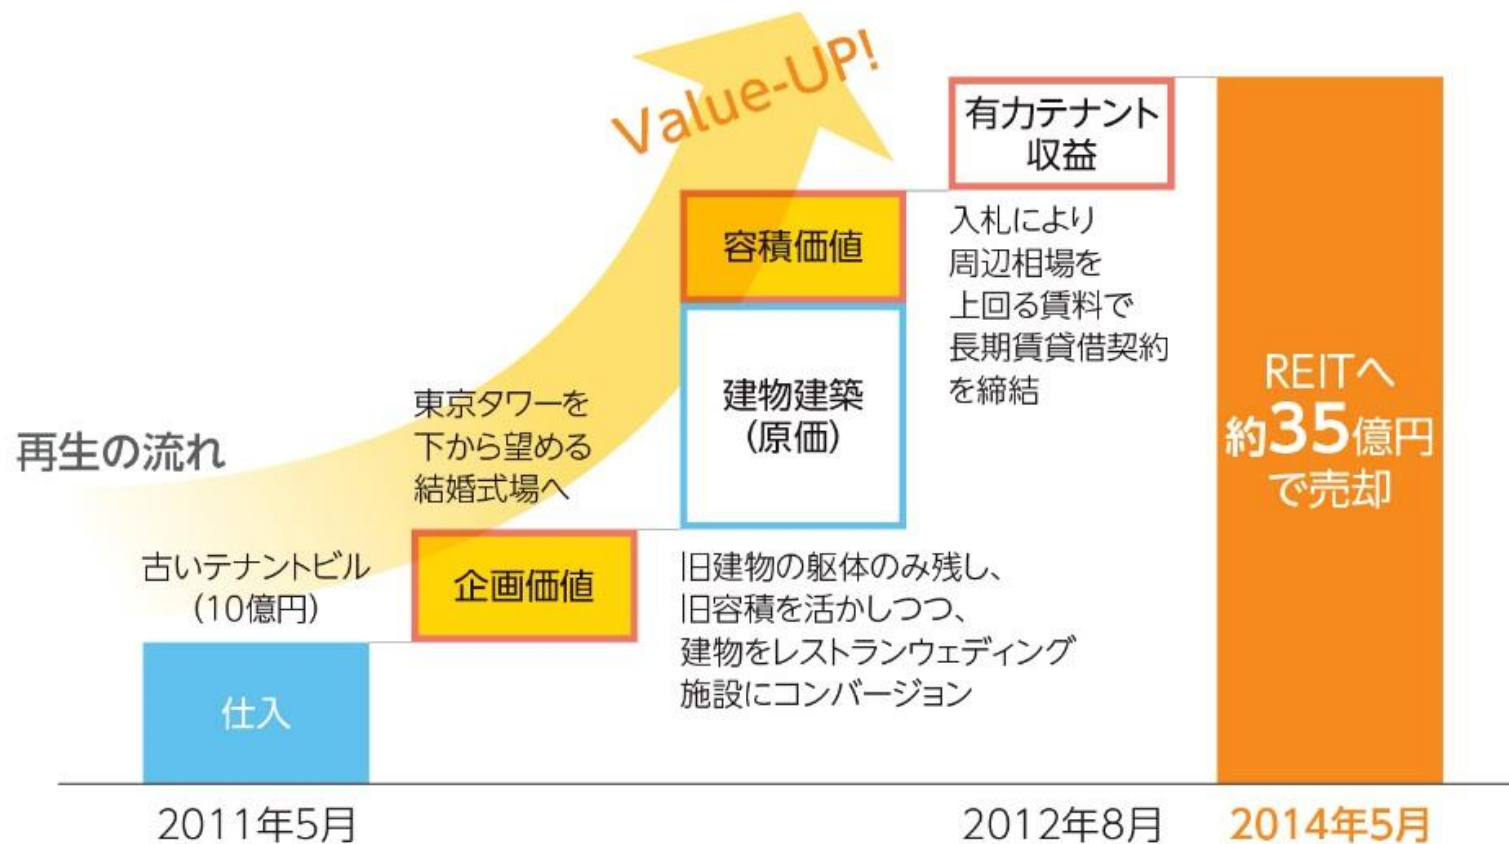 Value-UP!
再生の流れ
古いテナントビル
(10億円)
仕入
2011年5月
東京タワーを
下から望める
結婚式場へ
企画価値
容積価値
建物建築
(原価)
旧建物の躯体のみ残し、
旧容積を活かしつつ、
建物をレストランウェディング
施設にコンバージョン
有力テナント
収益
入札により
周辺相場を
上回る賃料で
長期賃貸借契約
を締結
2012年8月
REITへ
約35億円
で売却
2014年5月